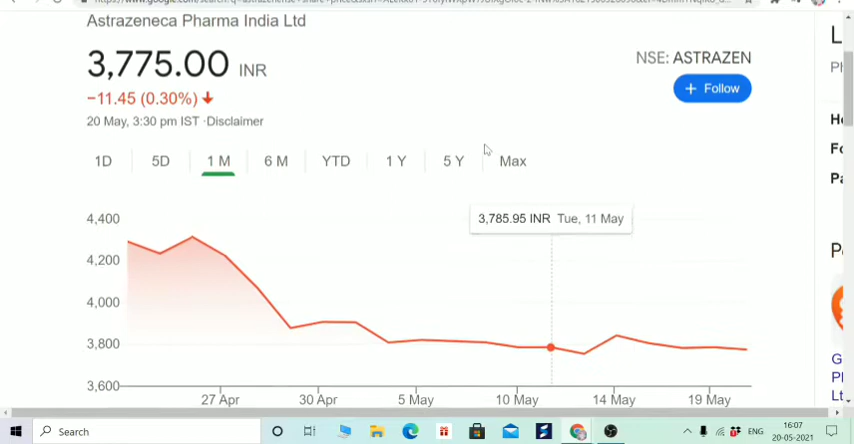 Astrazeneca Pharma India Ltd
3,775.00 INR
NSE: ASTRAZEN
−11.45 (0.30%)
+ Follow
20 May, 3:30 pm IST ·Disclaimer
1D 5D 1 M 6 M YTD 1 Y 5 Y Max
3,785.95 INR Tue, 11 May
4,400
4,200
4,000
3,800
3,600
27 Apr 30 Apr 5 May 10 May 14 May 19 May
Search
ENG
16:07
20-05-2021